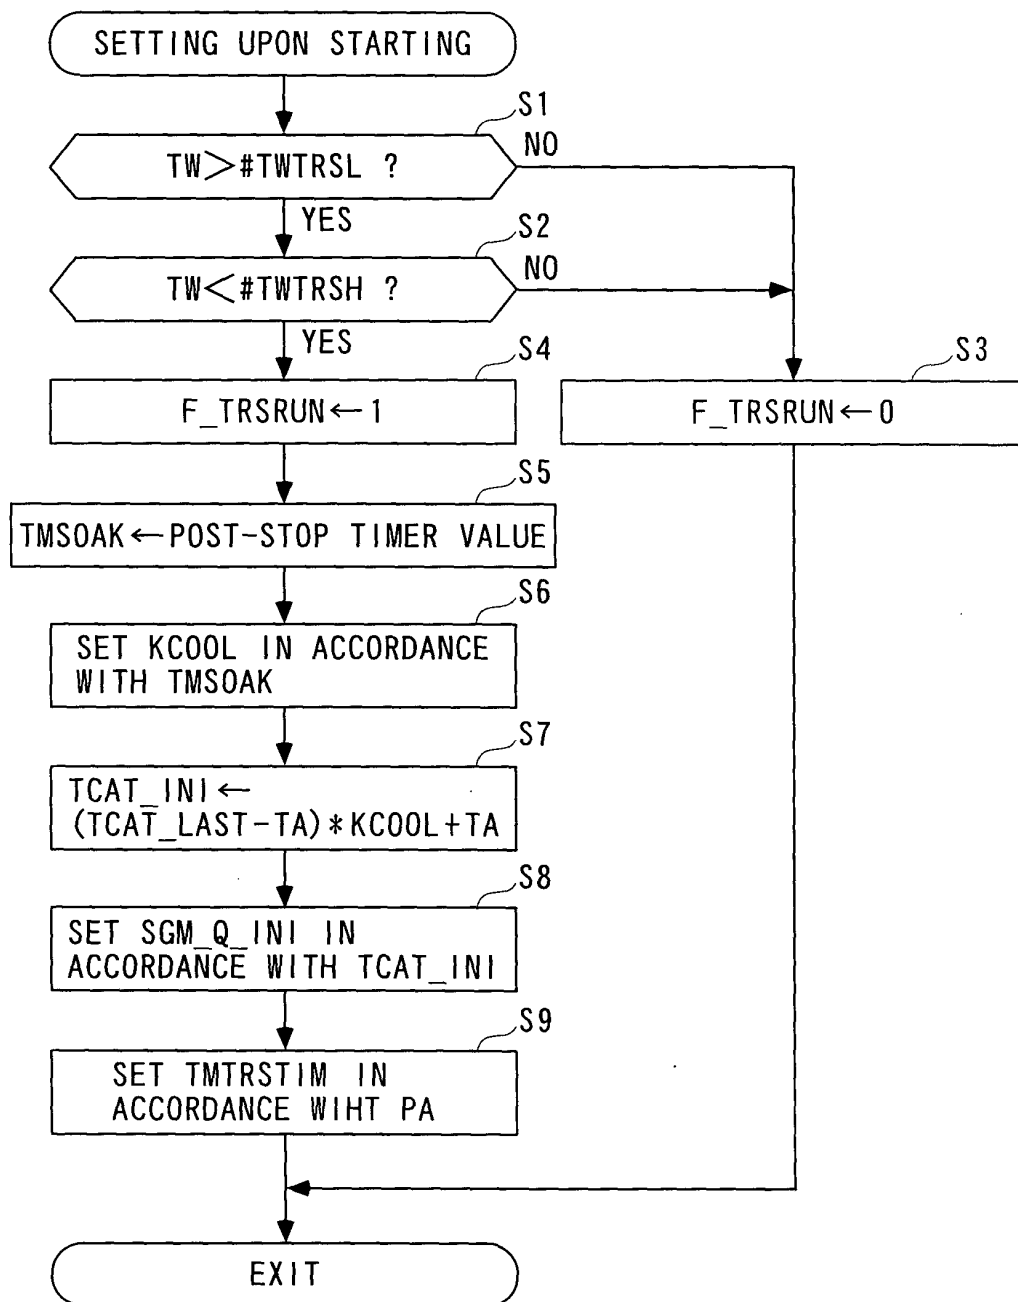 SETTING UPON STARTING
S1
TW>#TWTRSL ?
NO
YES
S2
TW<#TWTRSH ?
NO
YES
S4
F_TRSRUN←1
S3
F_TRSRUN←0
S5
TMSOAK←POST-STOP TIMER VALUE
S6
SET KCOOL IN ACCORDANCE
WITH TMSOAK
S7
TCAT_INI←
(TCAT_LAST-TA)*KCOOL+TA
S8
SET SGM_Q_INI IN
ACCORDANCE WITH TCAT_INI
S9
SET TMTRSTIM IN
ACCORDANCE WIHT PA
EXIT